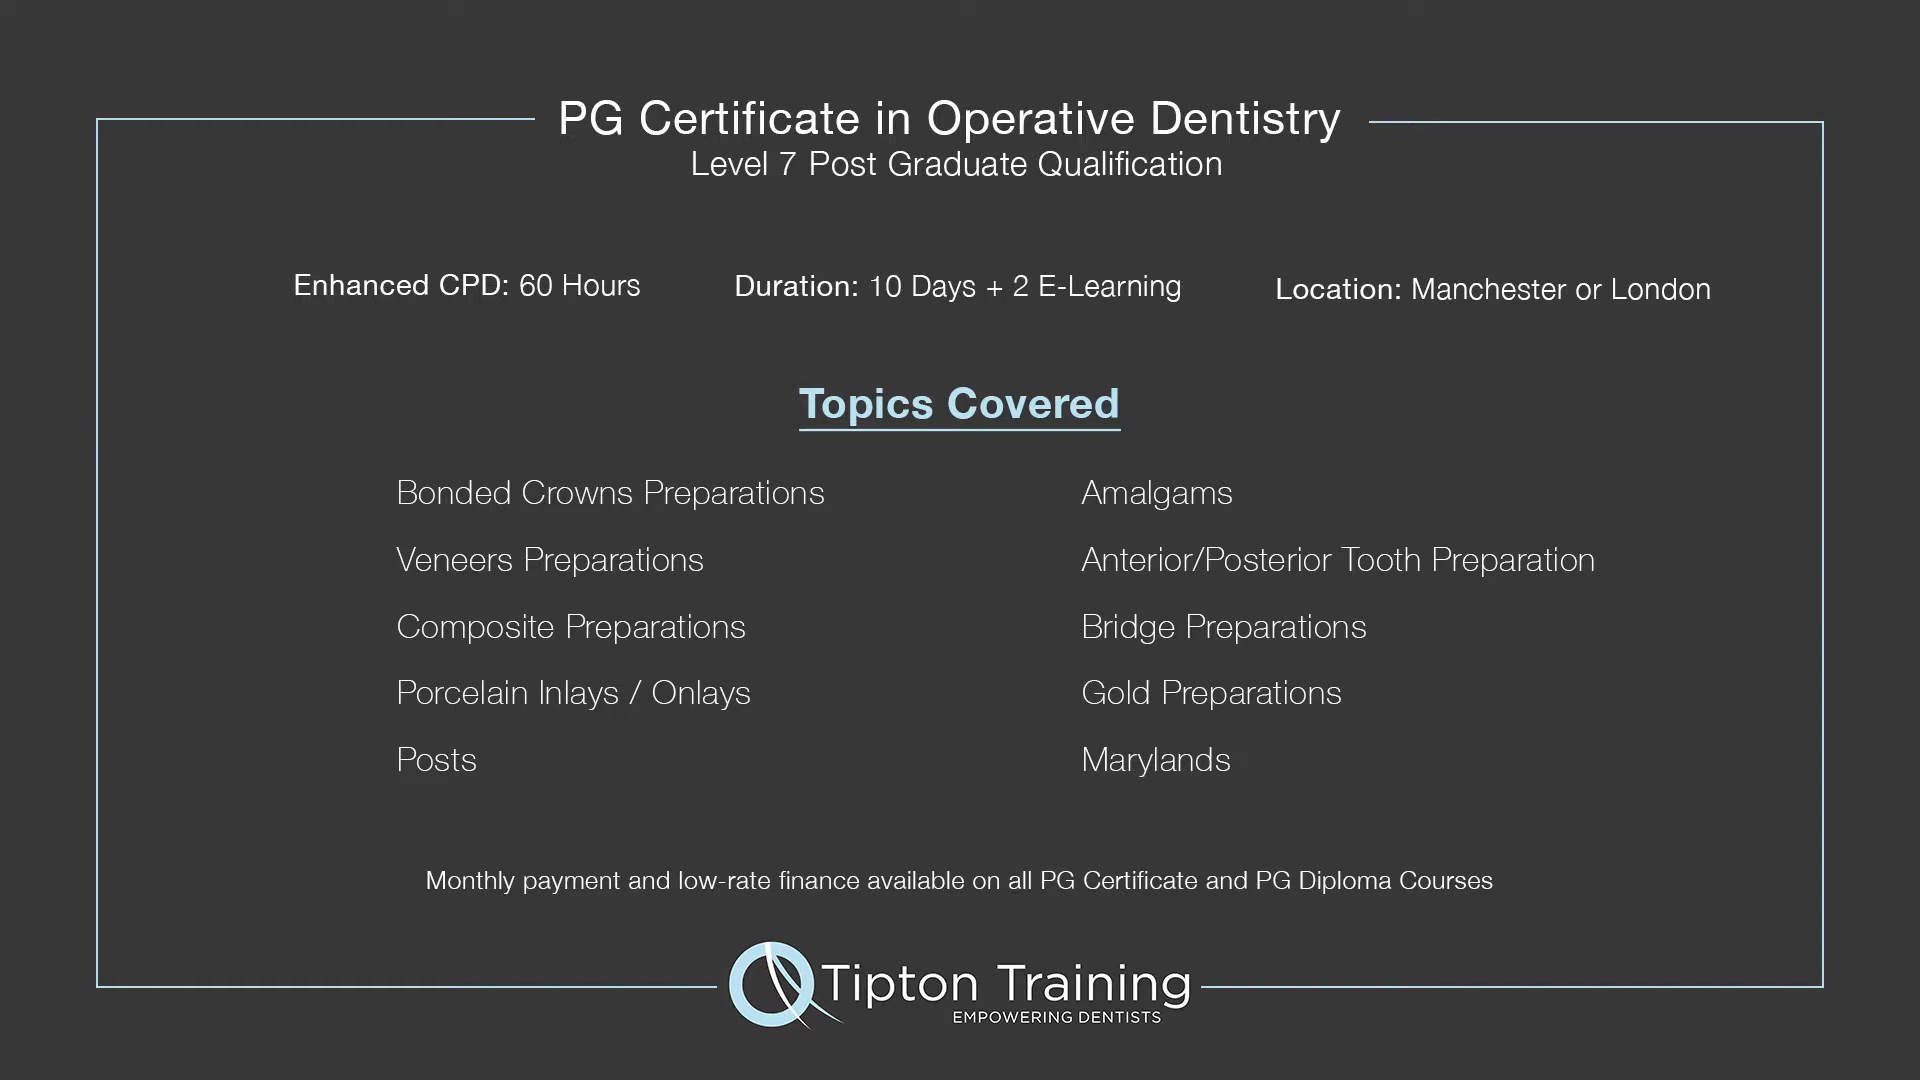 PG Certificate in Operative Dentistry
Level 7 Post Graduate Qualification
Enhanced CPD: 60 Hours
Duration: 10 Days + 2 E-Learning
Location: Manchester or London
Topics Covered
Bonded Crowns Preparations
Veneers Preparations
Composite Preparations
Porcelain Inlays / Onlays
Posts
Amalgams
Anterior/Posterior Tooth Preparation
Bridge Preparations
Gold Preparations
Marylands
Monthly payment and low-rate finance available on all PG Certificate and PG Diploma Courses
Tipton Training
EMPOWERING DENTISTS